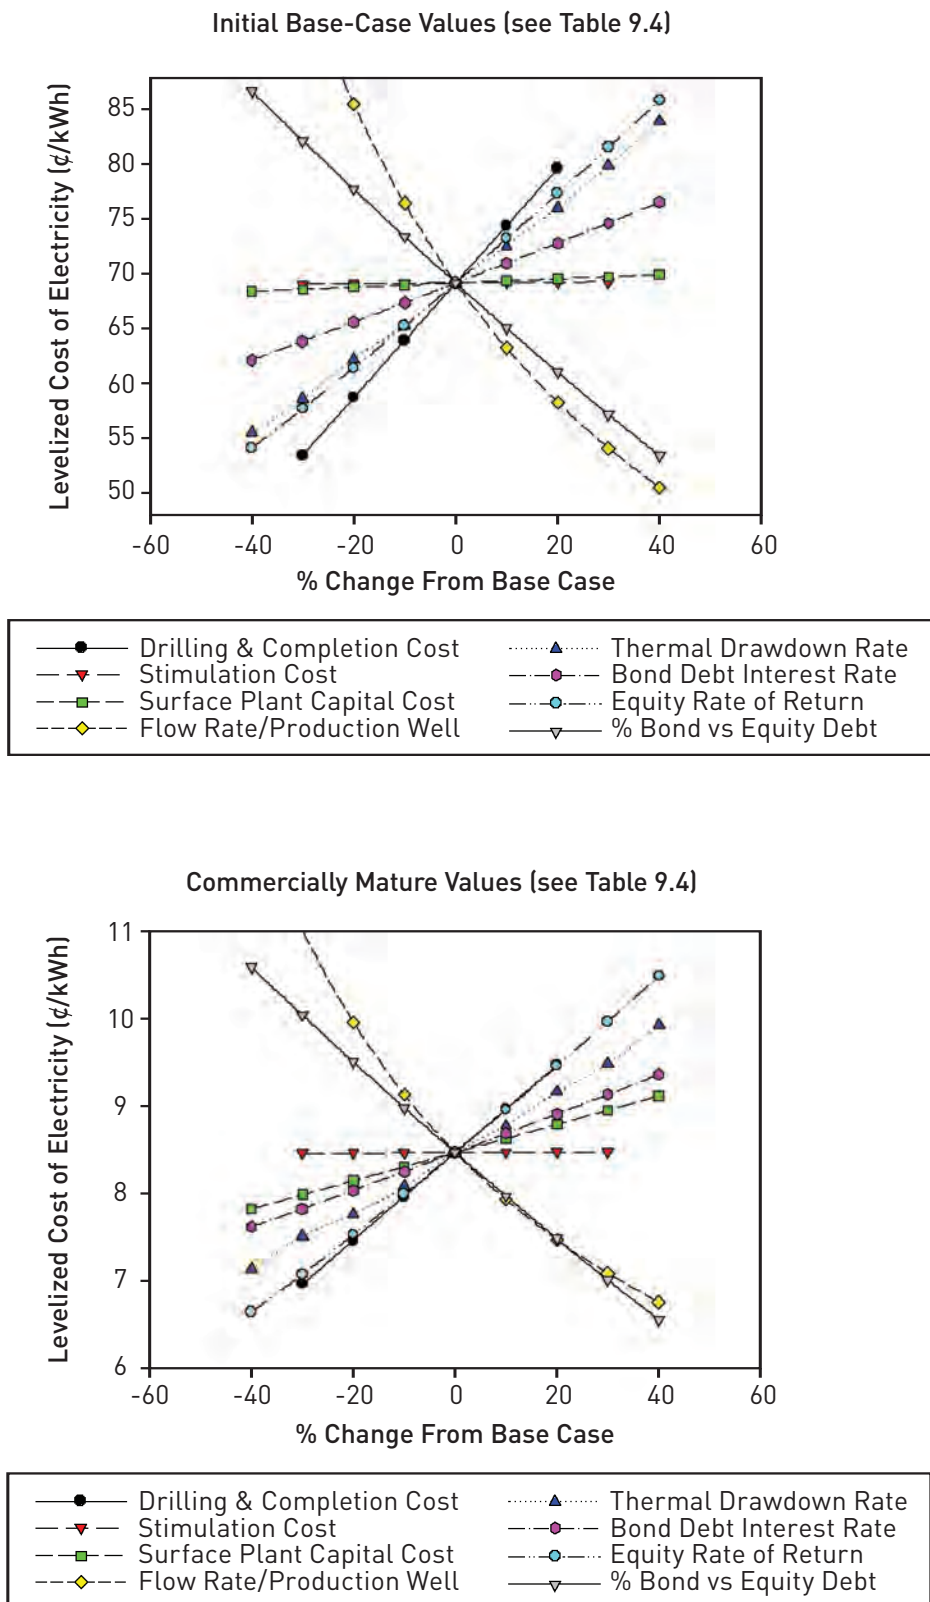 Initial Base-Case Values (see Table 9.4)
Levelized Cost of Electricity (¢/kWh)
85
80
75
70
65
60
55
50
-60 -40 -20 0 20 40 60
% Change From Base Case
Drilling & Completion Cost
Stimulation Cost
Surface Plant Capital Cost
Flow Rate/Production Well
Thermal Drawdown Rate
Bond Debt Interest Rate
Equity Rate of Return
% Bond vs Equity Debt
Commercially Mature Values (see Table 9.4)
Levelized Cost of Electricity (¢/kWh)
11
10
9
8
7
6
-60 -40 -20 0 20 40 60
% Change From Base Case
Drilling & Completion Cost
Stimulation Cost
Surface Plant Capital Cost
Flow Rate/Production Well
Thermal Drawdown Rate
Bond Debt Interest Rate
Equity Rate of Return
% Bond vs Equity Debt